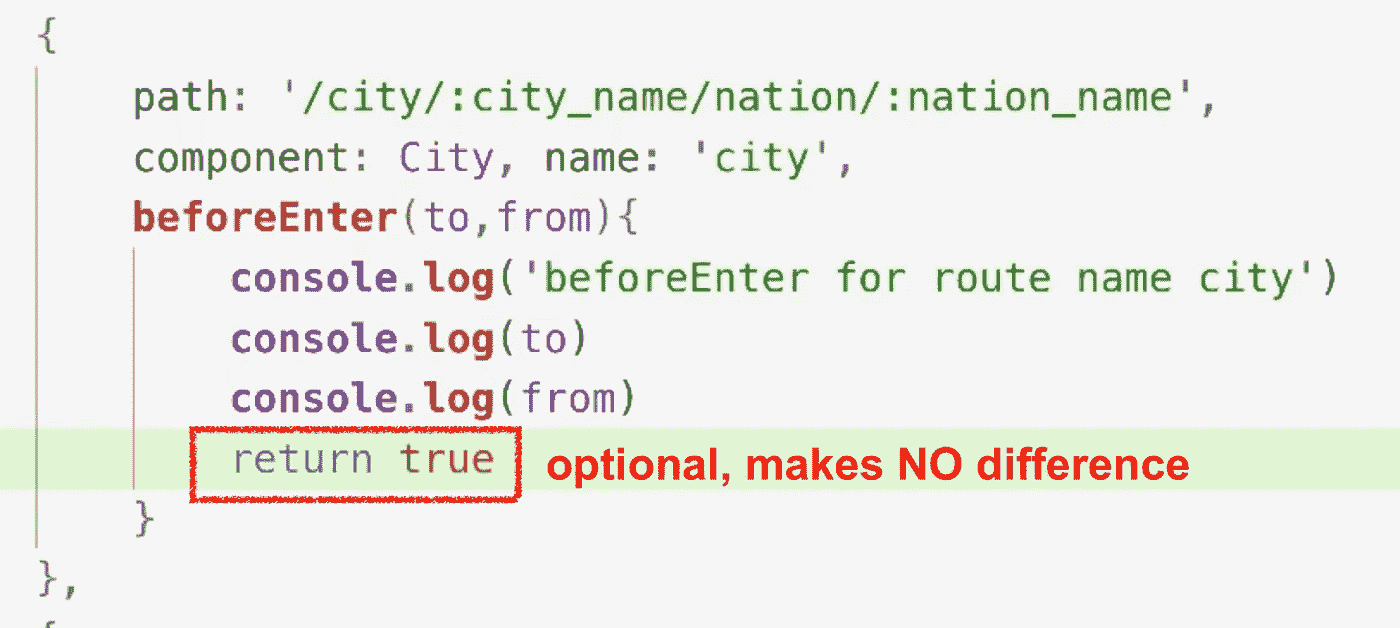 {
path: '/city/:city_name/nation/:nation_name',
component: City, name: 'city',
beforeEnter(to,from){
console.log('beforeEnter for route name city')
console.log(to)
console.log(from)
return true optional, makes NO difference
}
},
{